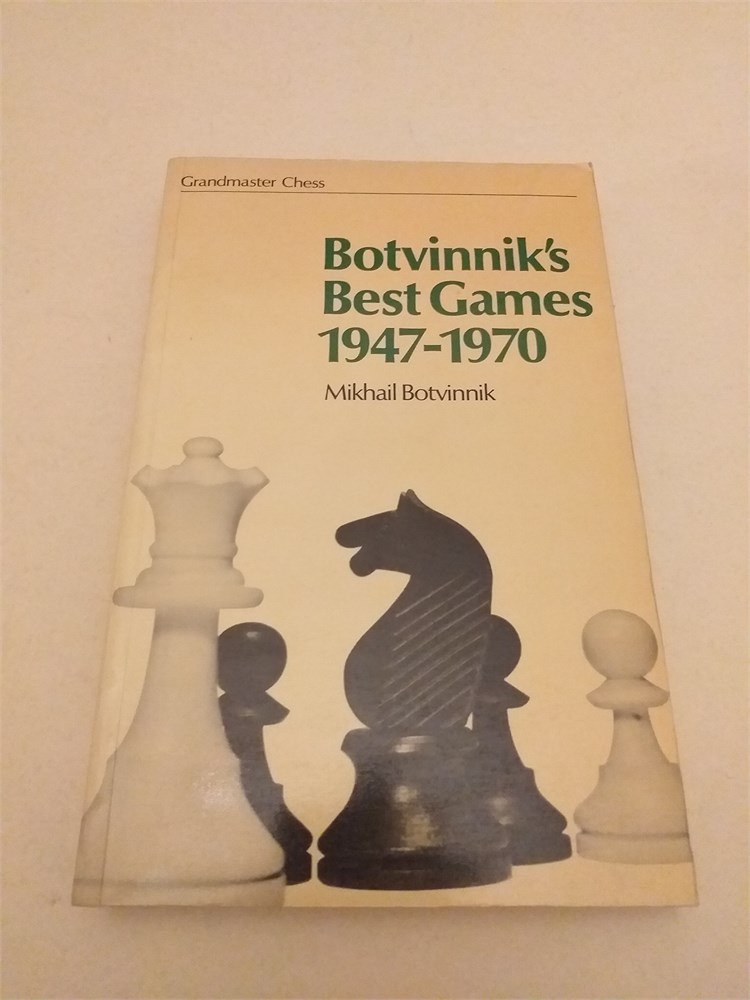 Grandmaster Chess
Botvinnik's
Best Games
1947-1970
Mikhail Botvinnik